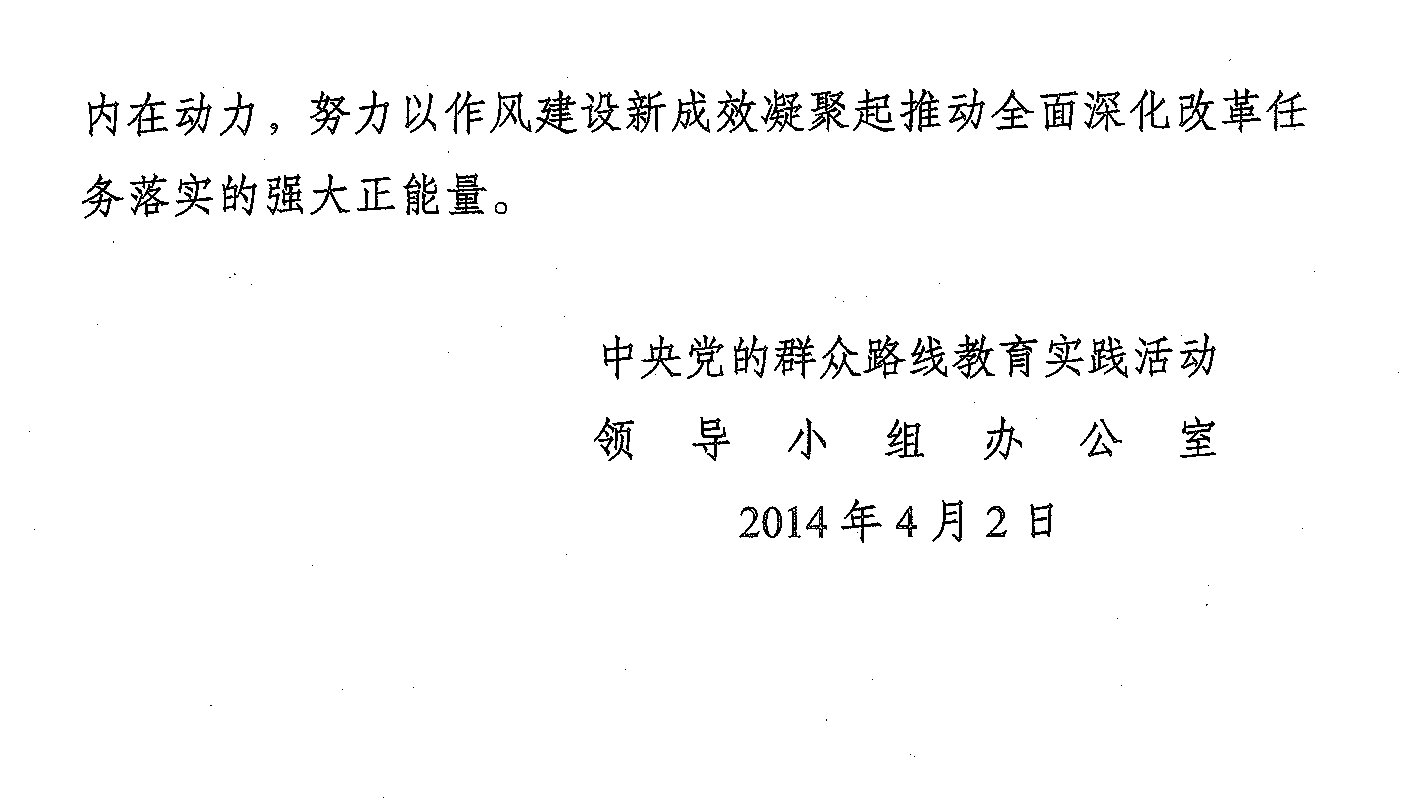 内在动力，努力以作风建设新成效凝聚起推动全面深化改革任
务落实的强大正能量。
中央党的群众路线教育实践活动
领导小组办公室
2014年4月2日